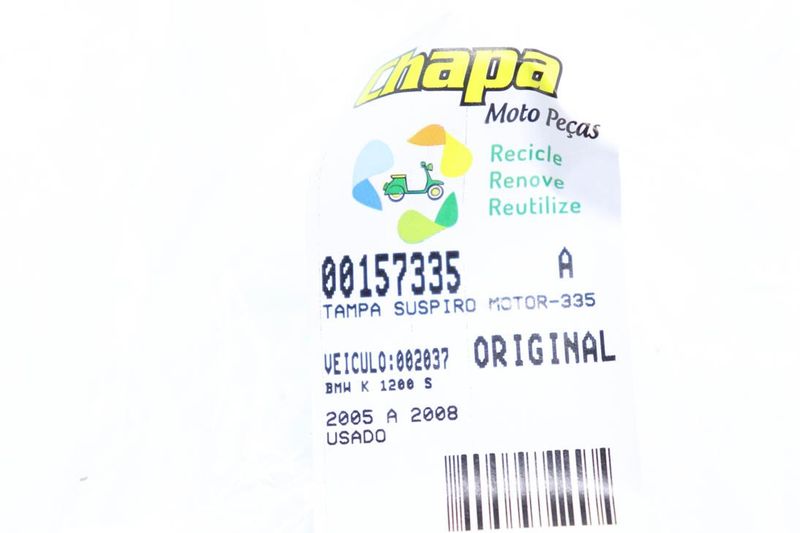 chapa
Moto Peças
Recicle
Renove
Reutilize
00157335 A
TAMPA SUSPIRO MOTOR-335
VEICULO:002037 ORIGINAL
BMW K 1200 S
2005 A 2008
USADO